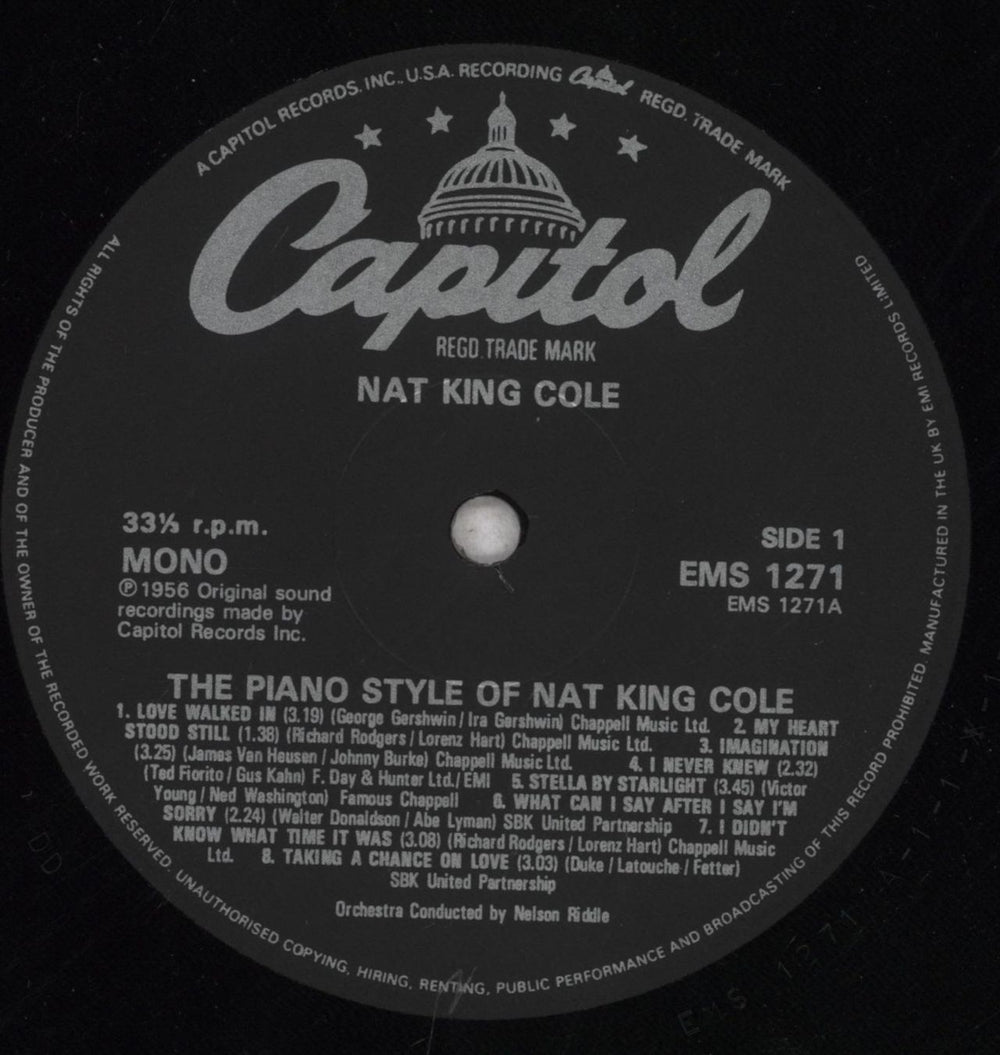 A CAPITOL RECORDS. INC.. U.S.A. RECORDING Capitol REGD. TRADE MARK
Capitol
REGD. TRADE MARK
NAT KING COLE
33⅓ r.p.m.
MONO
℗ 1956 Original sound
recordings made by
Capitol Records Inc.
SIDE 1
EMS 1271
EMS 1271A
THE PIANO STYLE OF NAT KING COLE
1. LOVE WALKED IN (3.19) (George Gershwin / Ira Gershwin) Chappell Music Ltd. 2. MY HEART
STOOD STILL (1.38) (Richard Rodgers / Lorenz Hart) Chappell Music Ltd. 3. IMAGINATION
(3.25) (James Van Heusen / Johnny Burke) Chappell Music Ltd. 4. I NEVER KNEW (2.32)
(Ted Fiorito / Gus Kahn) F. Day & Hunter Ltd. / EMI 5. STELLA BY STARLIGHT (3.45) (Victor
Young / Ned Washington) Famous Chappell 6. WHAT CAN I SAY AFTER I SAY I'M
SORRY (2.24) (Walter Donaldson / Abe Lyman) SBK United Partnership 7. I DIDN'T
KNOW WHAT TIME IT WAS (3.08) (Richard Rodgers / Lorenz Hart) Chappell Music
Ltd. 8. TAKING A CHANCE ON LOVE (3.03) (Duke / Latouche / Fetter)
SBK United Partnership
Orchestra Conducted by Nelson Riddle
ALL RIGHTS OF THE PRODUCER AND OF THE OWNER OF THE RECORDED WORK RESERVED. UNAUTHORISED COPYING, HIRING, RENTING, PUBLIC PERFORMANCE AND BROADCASTING OF THIS RECORD PROHIBITED. MANUFACTURED IN THE UK BY EMI RECORDS LIMITED
EMS 1271 A-1-1-*-1
1 DD